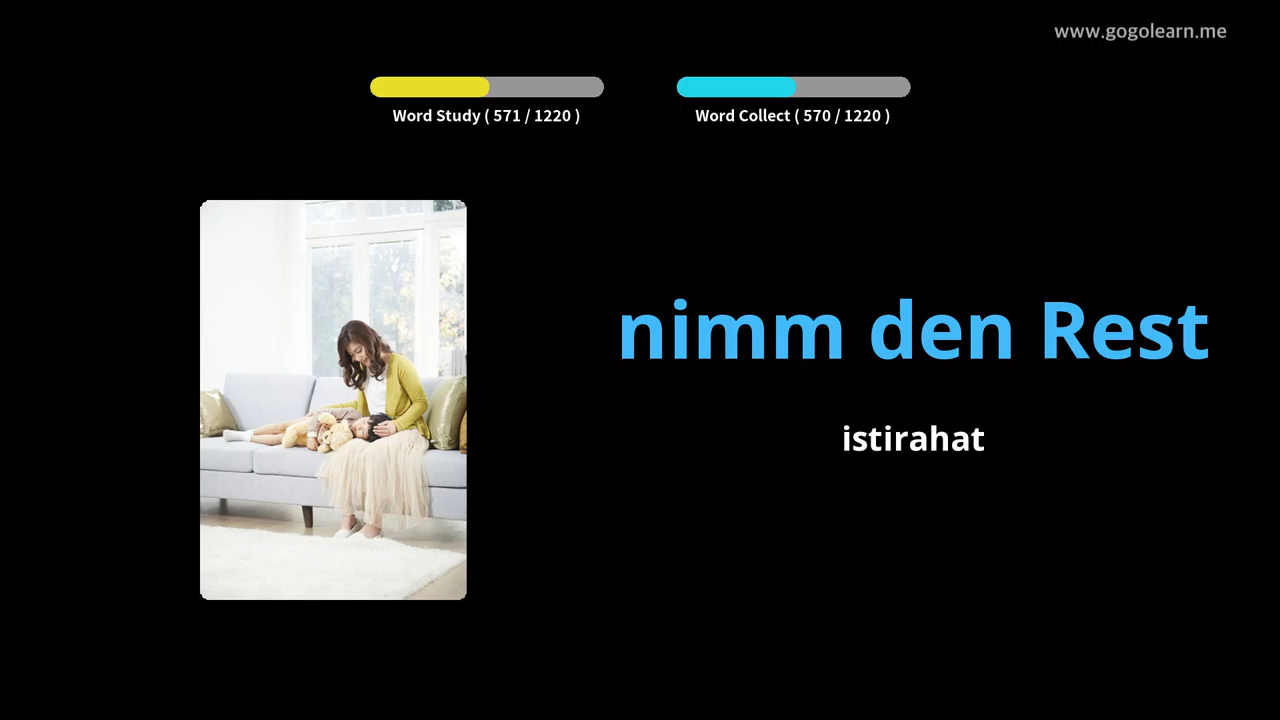 www.gogolearn.me
Word Study ( 571 / 1220 )
Word Collect ( 570 / 1220 )
nimm den Rest
istirahat